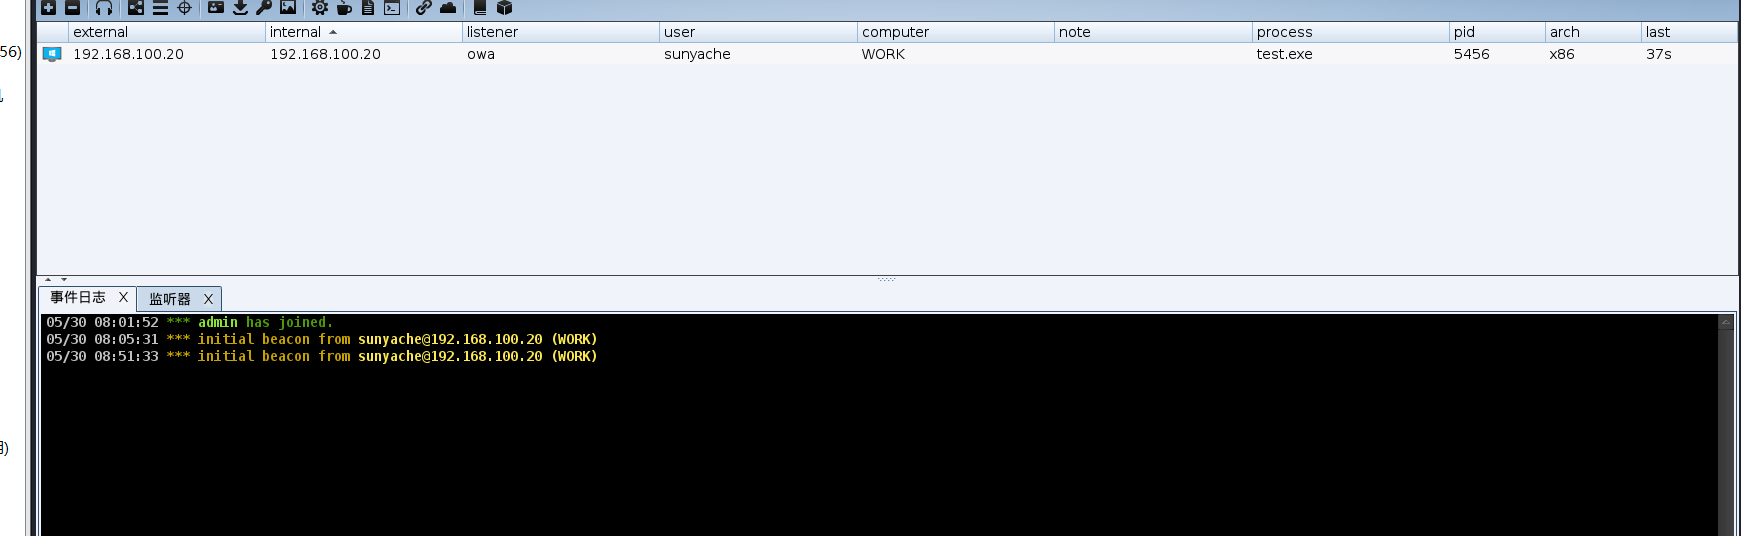 external internal listener user computer note process pid arch last
56)
192.168.100.20 192.168.100.20 owa sunyache WORK test.exe 5456 x86 37s
事件日志 X 监听器 X
05/30 08:01:52 *** admin has joined.
05/30 08:05:31 *** initial beacon from sunyache@192.168.100.20 (WORK)
05/30 08:51:33 *** initial beacon from sunyache@192.168.100.20 (WORK)